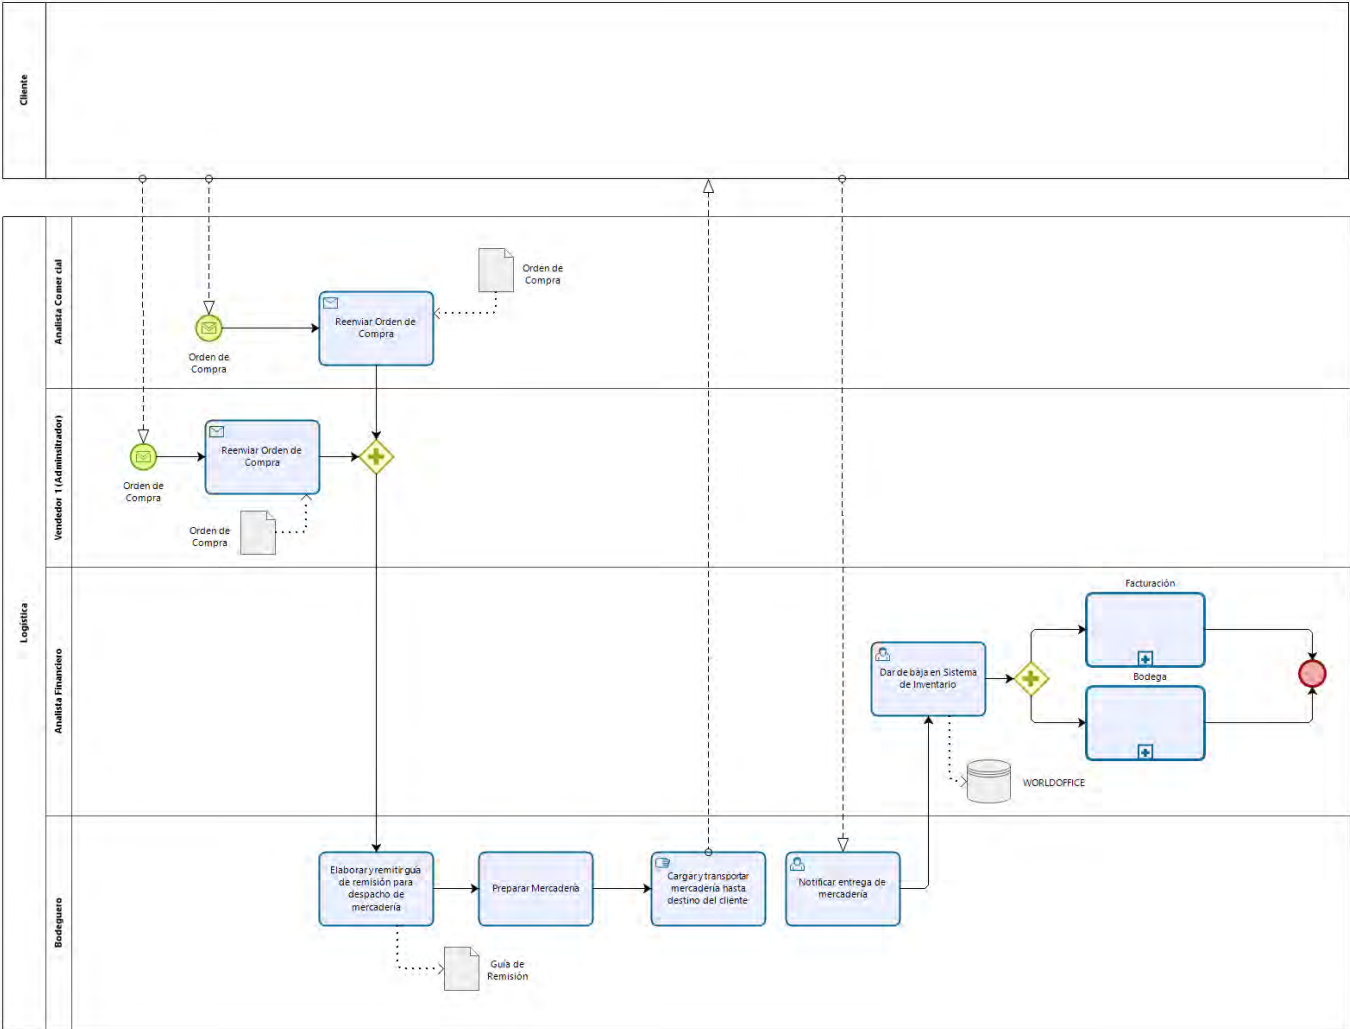 Cliente
Logística
Analista Comercial
Orden de
Compra
Reenviar Orden de
Compra
Orden de
Compra
Vendedor 1 (Adminsitrador)
Orden de
Compra
Reenviar Orden de
Compra
Orden de
Compra
Analista Financiero
Dar de baja en Sistema
de Inventario
WORLDOFFICE
Facturación
Bodega
Bodeguero
Elaborar y remitir guía
de remisión para
despacho de
mercadería
Guía de
Remisión
Preparar Mercadería
Cargar y transportar
mercadería hasta
destino del cliente
Notificar entrega de
mercadería